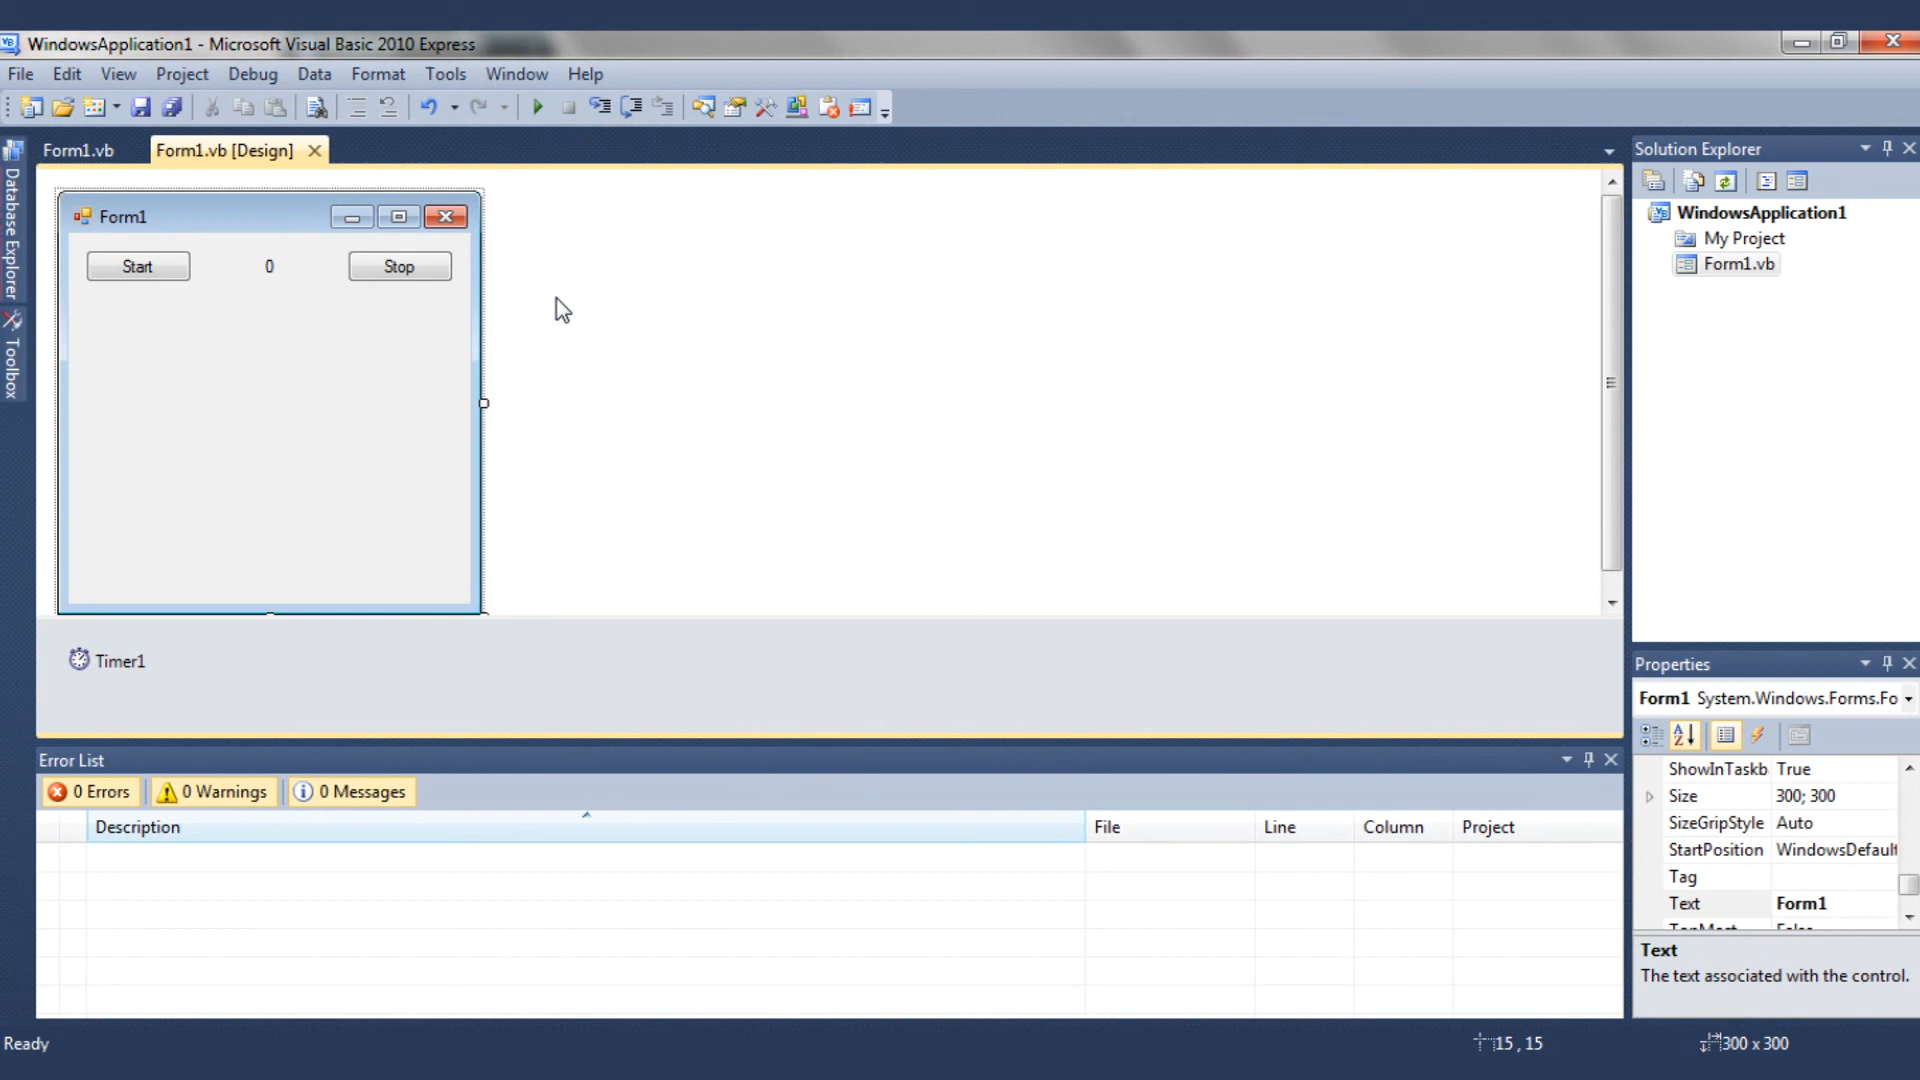 WindowsApplication1 - Microsoft Visual Basic 2010 Express
File Edit View Project Debug Data Format Tools Window Help
Form1.vb
Form1.vb [Design]
Database Explorer
Toolbox
Form1
Start
0
Stop
Timer1
Solution Explorer
WindowsApplication1
My Project
Form1.vb
Properties
Form1 System.Windows.Forms.Fo
ShowInTaskb True
Size 300; 300
SizeGripStyle Auto
StartPosition WindowsDefault
Tag
Text Form1
TopMost False
Text
The text associated with the control.
Error List
0 Errors
0 Warnings
0 Messages
Description File Line Column Project
Ready
15 , 15
300 x 300